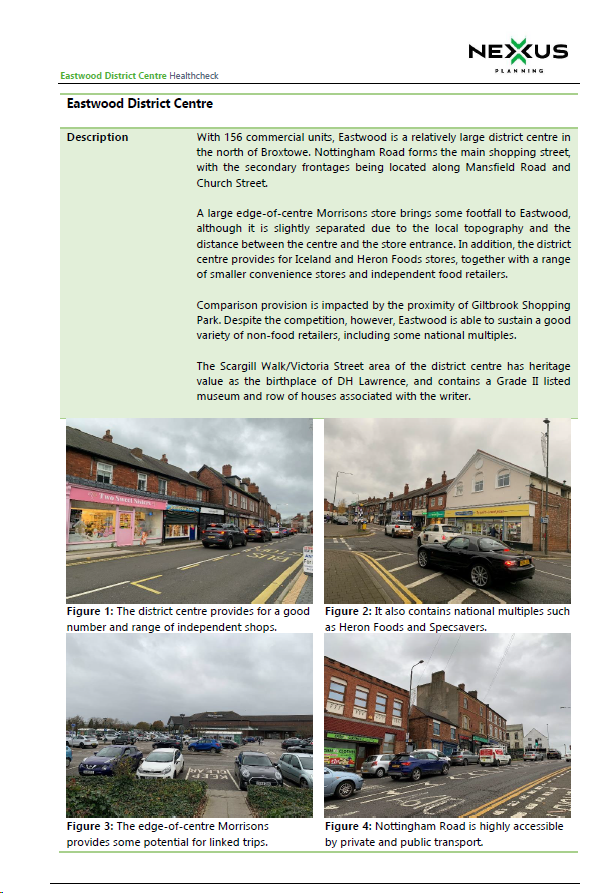 NEXUS
PLANNING
Eastwood District Centre Healthcheck
Eastwood District Centre
Description
With 156 commercial units, Eastwood is a relatively large district centre in
the north of Broxtowe. Nottingham Road forms the main shopping street,
with the secondary frontages being located along Mansfield Road and
Church Street.
A large edge-of-centre Morrisons store brings some footfall to Eastwood,
although it is slightly separated due to the local topography and the
distance between the centre and the store entrance. In addition, the district
centre provides for Iceland and Heron Foods stores, together with a range
of smaller convenience stores and independent food retailers.
Comparison provision is impacted by the proximity of Giltbrook Shopping
Park. Despite the competition, however, Eastwood is able to sustain a good
variety of non-food retailers, including some national multiples.
The Scargill Walk/Victoria Street area of the district centre has heritage
value as the birthplace of DH Lawrence, and contains a Grade II listed
museum and row of houses associated with the writer.
Two Sweet Sisters
BUS
Figure 1: The district centre provides for a good
number and range of independent shops.
Figure 2: It also contains national multiples such
as Heron Foods and Specsavers.
KEEP
CLEAR
Figure 3: The edge-of-centre Morrisons
provides some potential for linked trips.
Figure 4: Nottingham Road is highly accessible
by private and public transport.